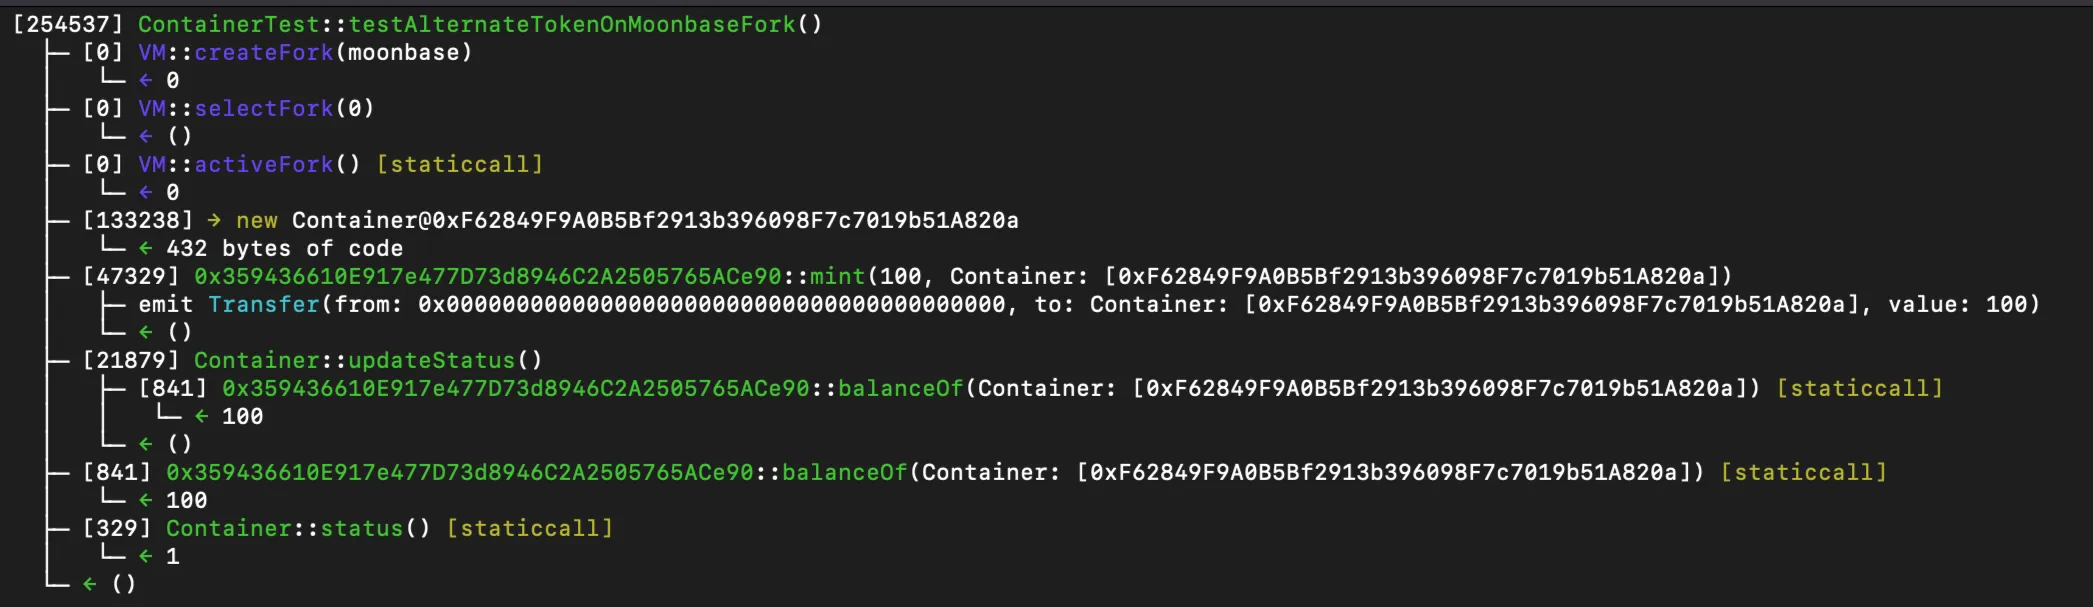 [254537] ContainerTest::testAlternateTokenOnMoonbaseFork()
├─ [0] VM::createFork(moonbase)
│ └─ ← 0
├─ [0] VM::selectFork(0)
│ └─ ← ()
├─ [0] VM::activeFork() [staticcall]
│ └─ ← 0
├─ [133238] → new Container@0xF62849F9A0B5Bf2913b396098F7c7019b51A820a
│ └─ ← 432 bytes of code
├─ [47329] 0x359436610E917e477D73d8946C2A2505765ACe90::mint(100, Container: [0xF62849F9A0B5Bf2913b396098F7c7019b51A820a])
│ ├─ emit Transfer(from: 0x0000000000000000000000000000000000000000, to: Container: [0xF62849F9A0B5Bf2913b396098F7c7019b51A820a], value: 100)
│ └─ ← ()
├─ [21879] Container::updateStatus()
│ ├─ [841] 0x359436610E917e477D73d8946C2A2505765ACe90::balanceOf(Container: [0xF62849F9A0B5Bf2913b396098F7c7019b51A820a]) [staticcall]
│ │ └─ ← 100
│ └─ ← ()
├─ [841] 0x359436610E917e477D73d8946C2A2505765ACe90::balanceOf(Container: [0xF62849F9A0B5Bf2913b396098F7c7019b51A820a]) [staticcall]
│ └─ ← 100
├─ [329] Container::status() [staticcall]
│ └─ ← 1
└─ ← ()